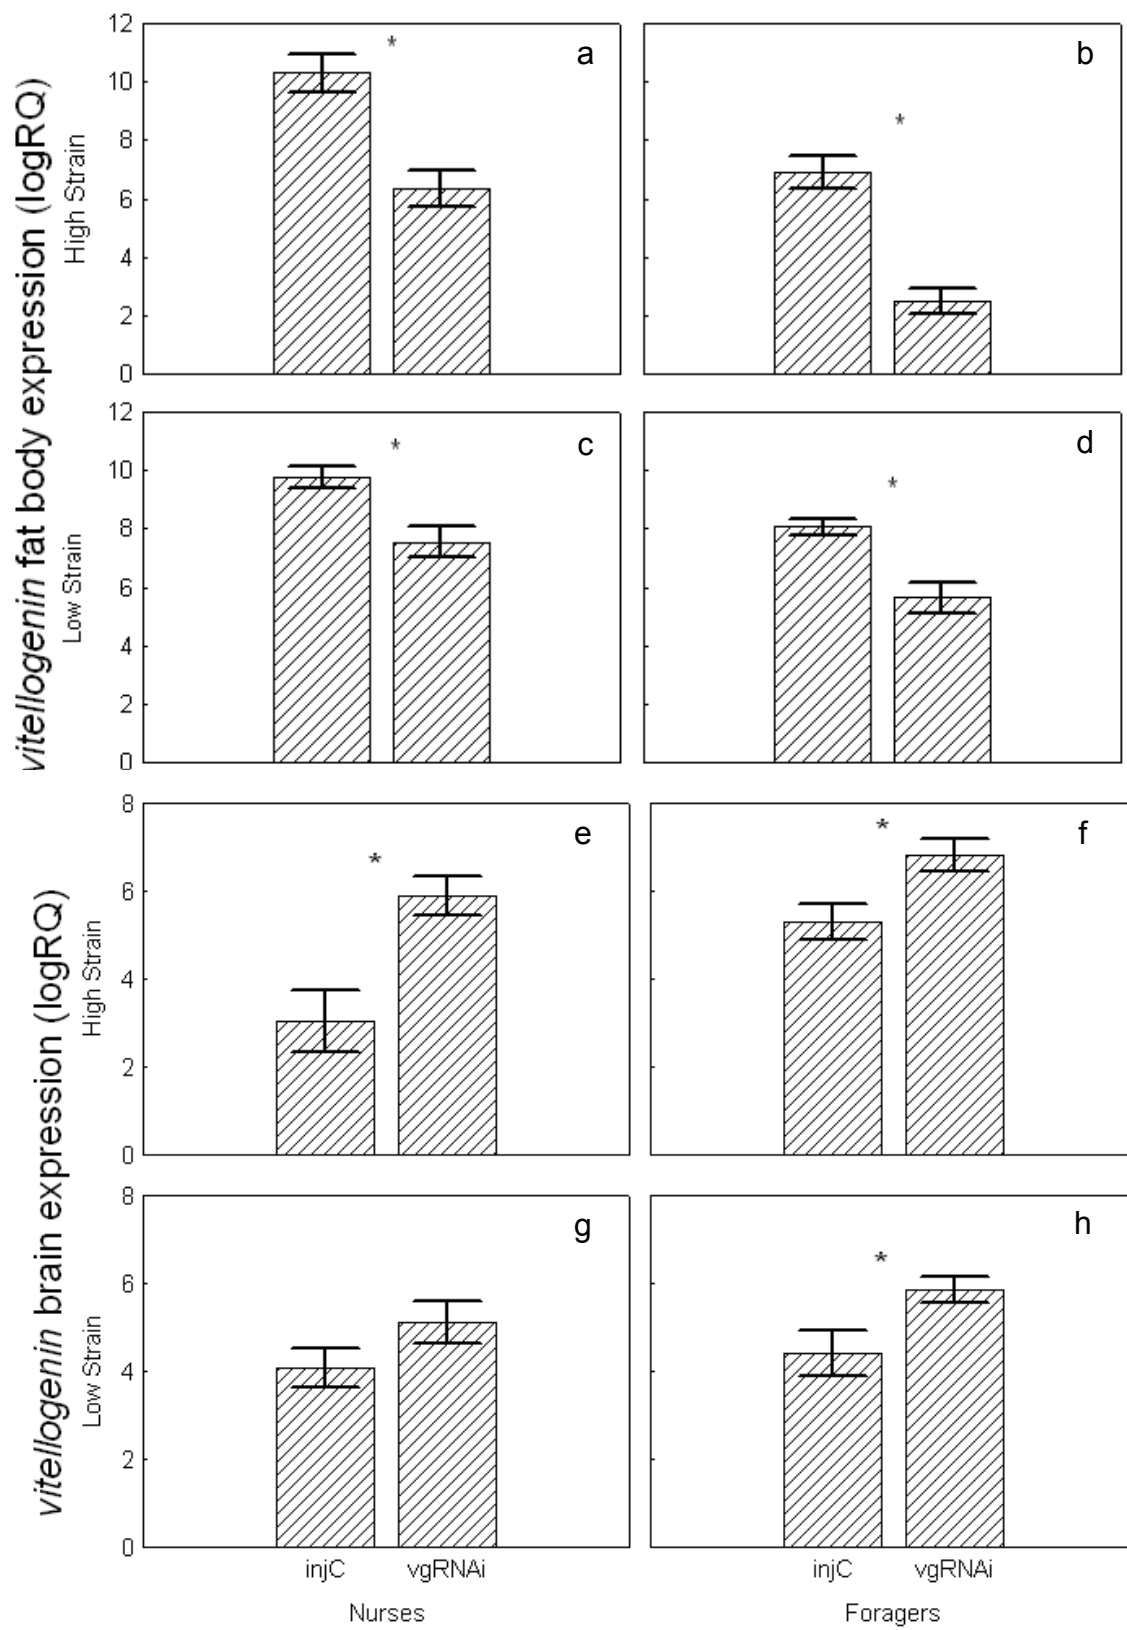 vitellogenin fat body expression (logRQ)
High Strain
12
10
8
6
4
2
0
*
a
*
b
Low Strain
12
10
8
6
4
2
0
*
c
*
d
vitellogenin brain expression (logRQ)
High Strain
8
6
4
2
0
*
e
*
f
Low Strain
8
6
4
2
0
g
*
h
injC vgRNAi injC vgRNAi
Nurses Foragers